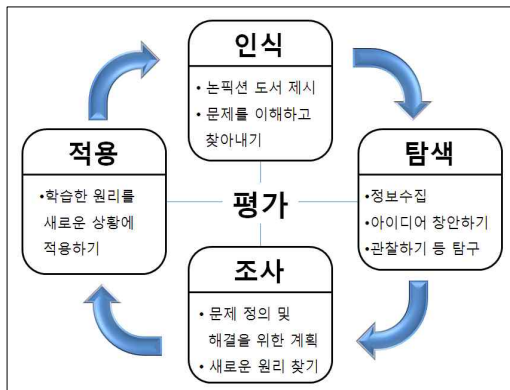 인식
• 논픽션 도서 제시
• 문제를 이해하고
찾아내기
적용
•학습한 원리를
새로운 상황에
적용하기
평가
탐색
•정보수집
•아이디어 창안하기
•관찰하기 등 탐구
조사
• 문제 정의 및
해결을 위한 계획
• 새로운 원리 찾기